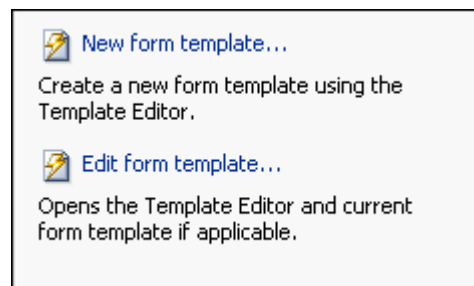 New form template...
Create a new form template using the
Template Editor.
Edit form template...
Opens the Template Editor and current
form template if applicable.